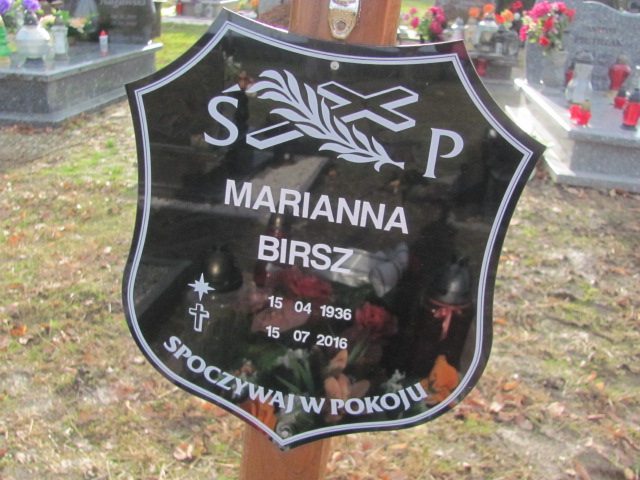 Ś P
MARIANNA
BIRSZ
15 04 1936
15 07 2016
SPOCZYWAJ W POKOJU